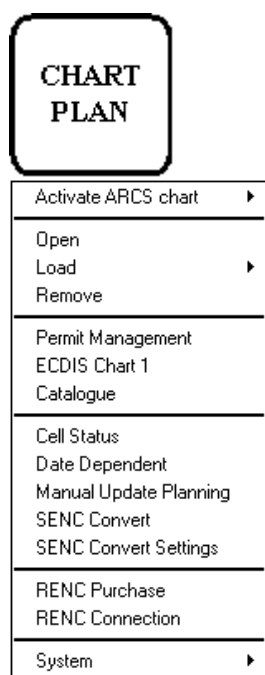 CHART
PLAN
Activate ARCS chart
Open
Load
Remove
Permit Management
ECDIS Chart 1
Catalogue
Cell Status
Date Dependent
Manual Update Planning
SENC Convert
SENC Convert Settings
RENC Purchase
RENC Connection
System